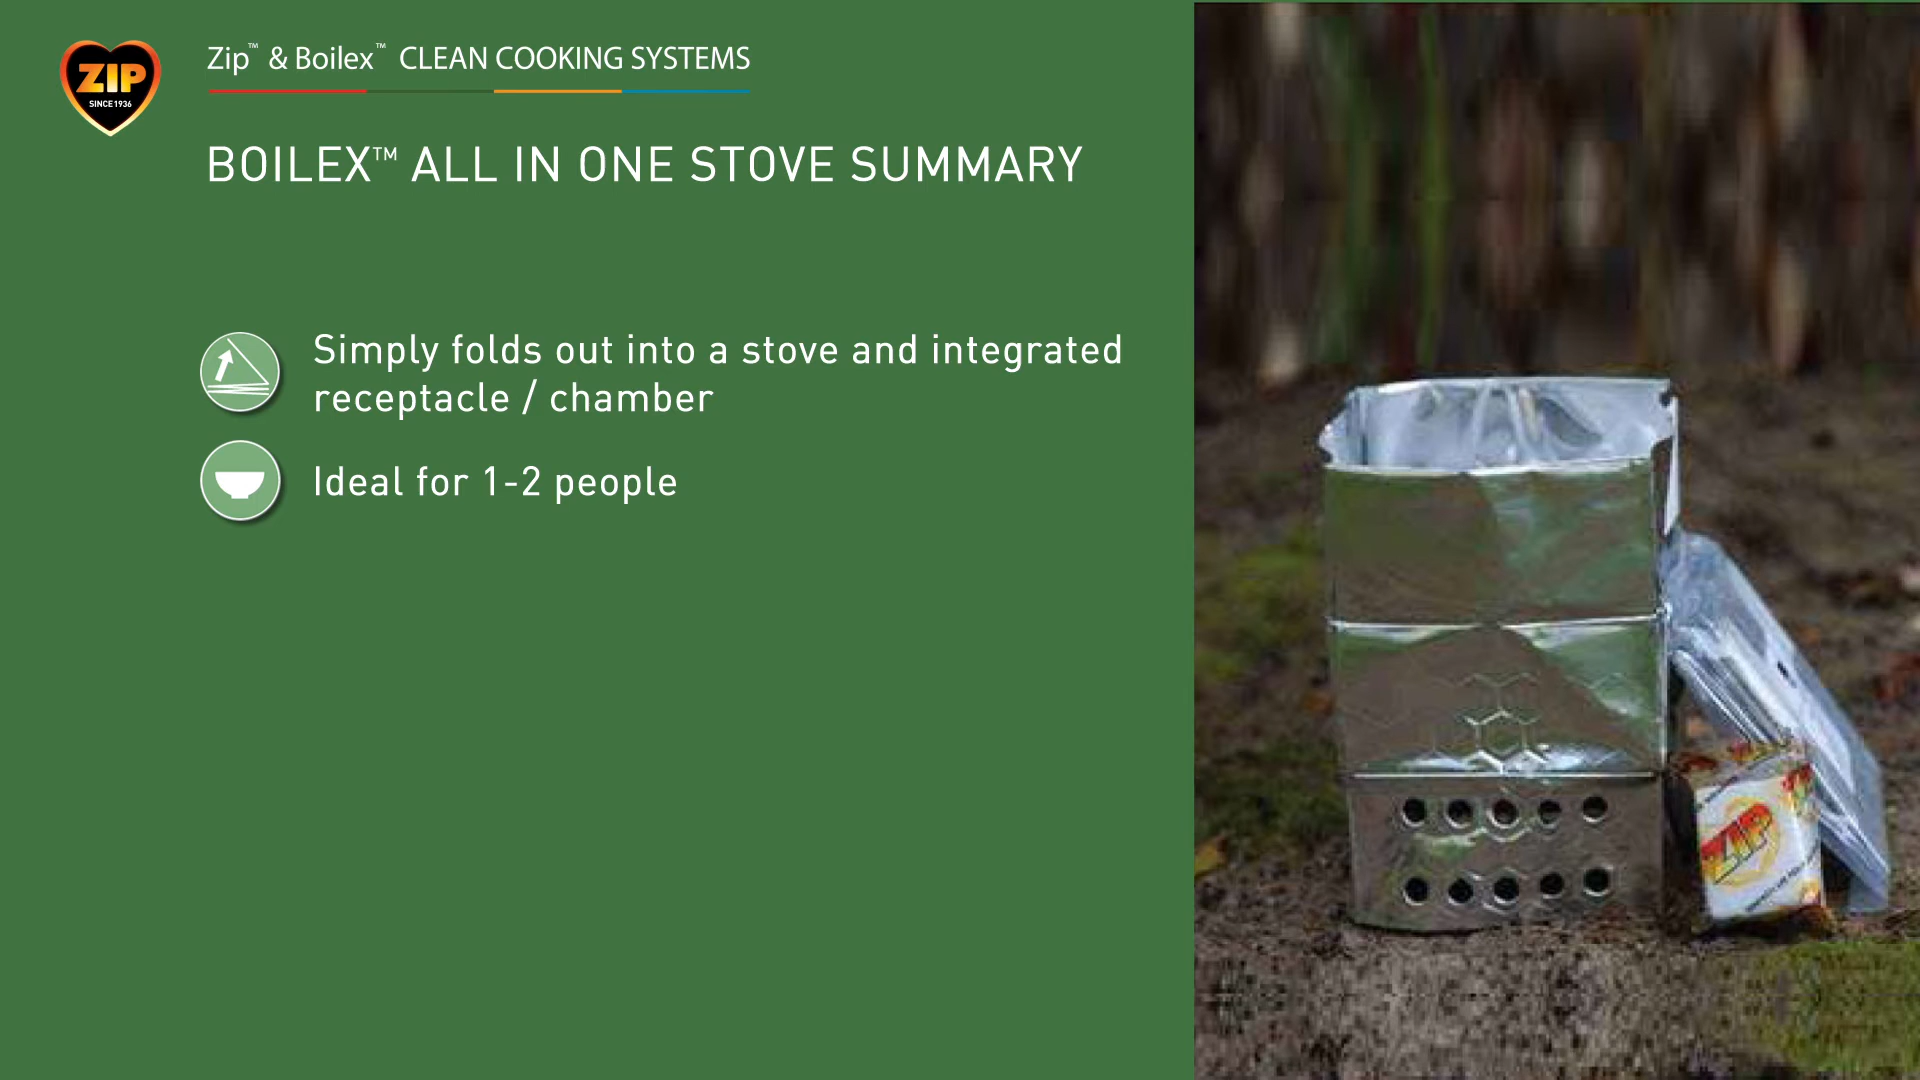 ZIP
SINCE 1936
Zip™ & Boilex™ CLEAN COOKING SYSTEMS
BOILEX™ ALL IN ONE STOVE SUMMARY
Simply folds out into a stove and integrated
receptacle / chamber
Ideal for 1-2 people
ZIP